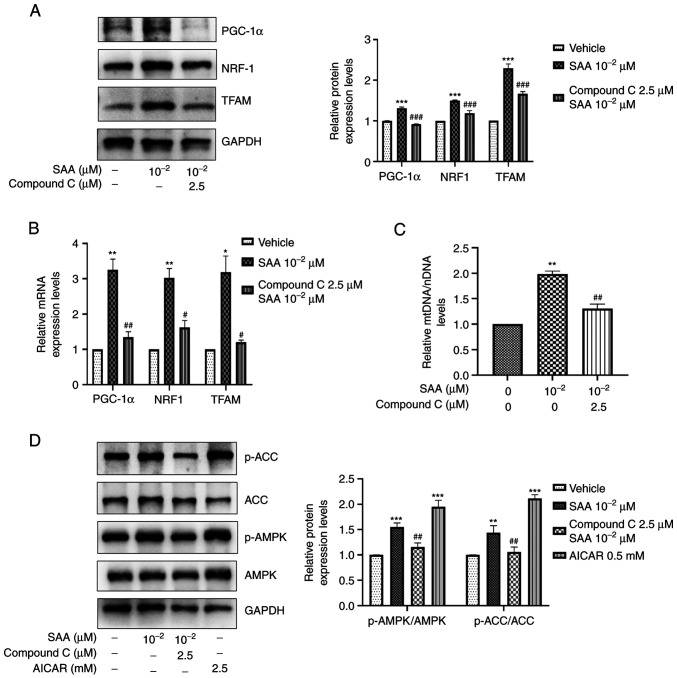 A
PGC-1α
NRF-1
TFAM
GAPDH
SAA (μM) – 10⁻² 10⁻²
Compound C (μM) – – 2.5
Relative protein
expression levels
3
2
1
0
*** ### *** ### *** ###
PGC-1α NRF1 TFAM
Vehicle
SAA 10⁻² μM
Compound C 2.5 μM
SAA 10⁻² μM
B
Relative mRNA
expression levels
4
3
2
1
0
** ## ** # * #
PGC-1α NRF1 TFAM
Vehicle
SAA 10⁻² μM
Compound C 2.5 μM
SAA 10⁻² μM
C
Relative mtDNA/nDNA
levels
2.5
2.0
1.5
1.0
0.5
0.0
** ##
SAA (μM) 0 10⁻² 10⁻²
Compound C (μM) 0 0 2.5
D
p-ACC
ACC
p-AMPK
AMPK
GAPDH
SAA (μM) – 10⁻² 10⁻² –
Compound C (μM) – – 2.5 –
AICAR (mM) – – – 2.5
Relative protein
expression levels
2.5
2.0
1.5
1.0
0.5
0.0
*** ## *** ** ## ***
p-AMPK/AMPK p-ACC/ACC
Vehicle
SAA 10⁻² μM
Compound C 2.5 μM
SAA 10⁻² μM
AICAR 0.5 mM